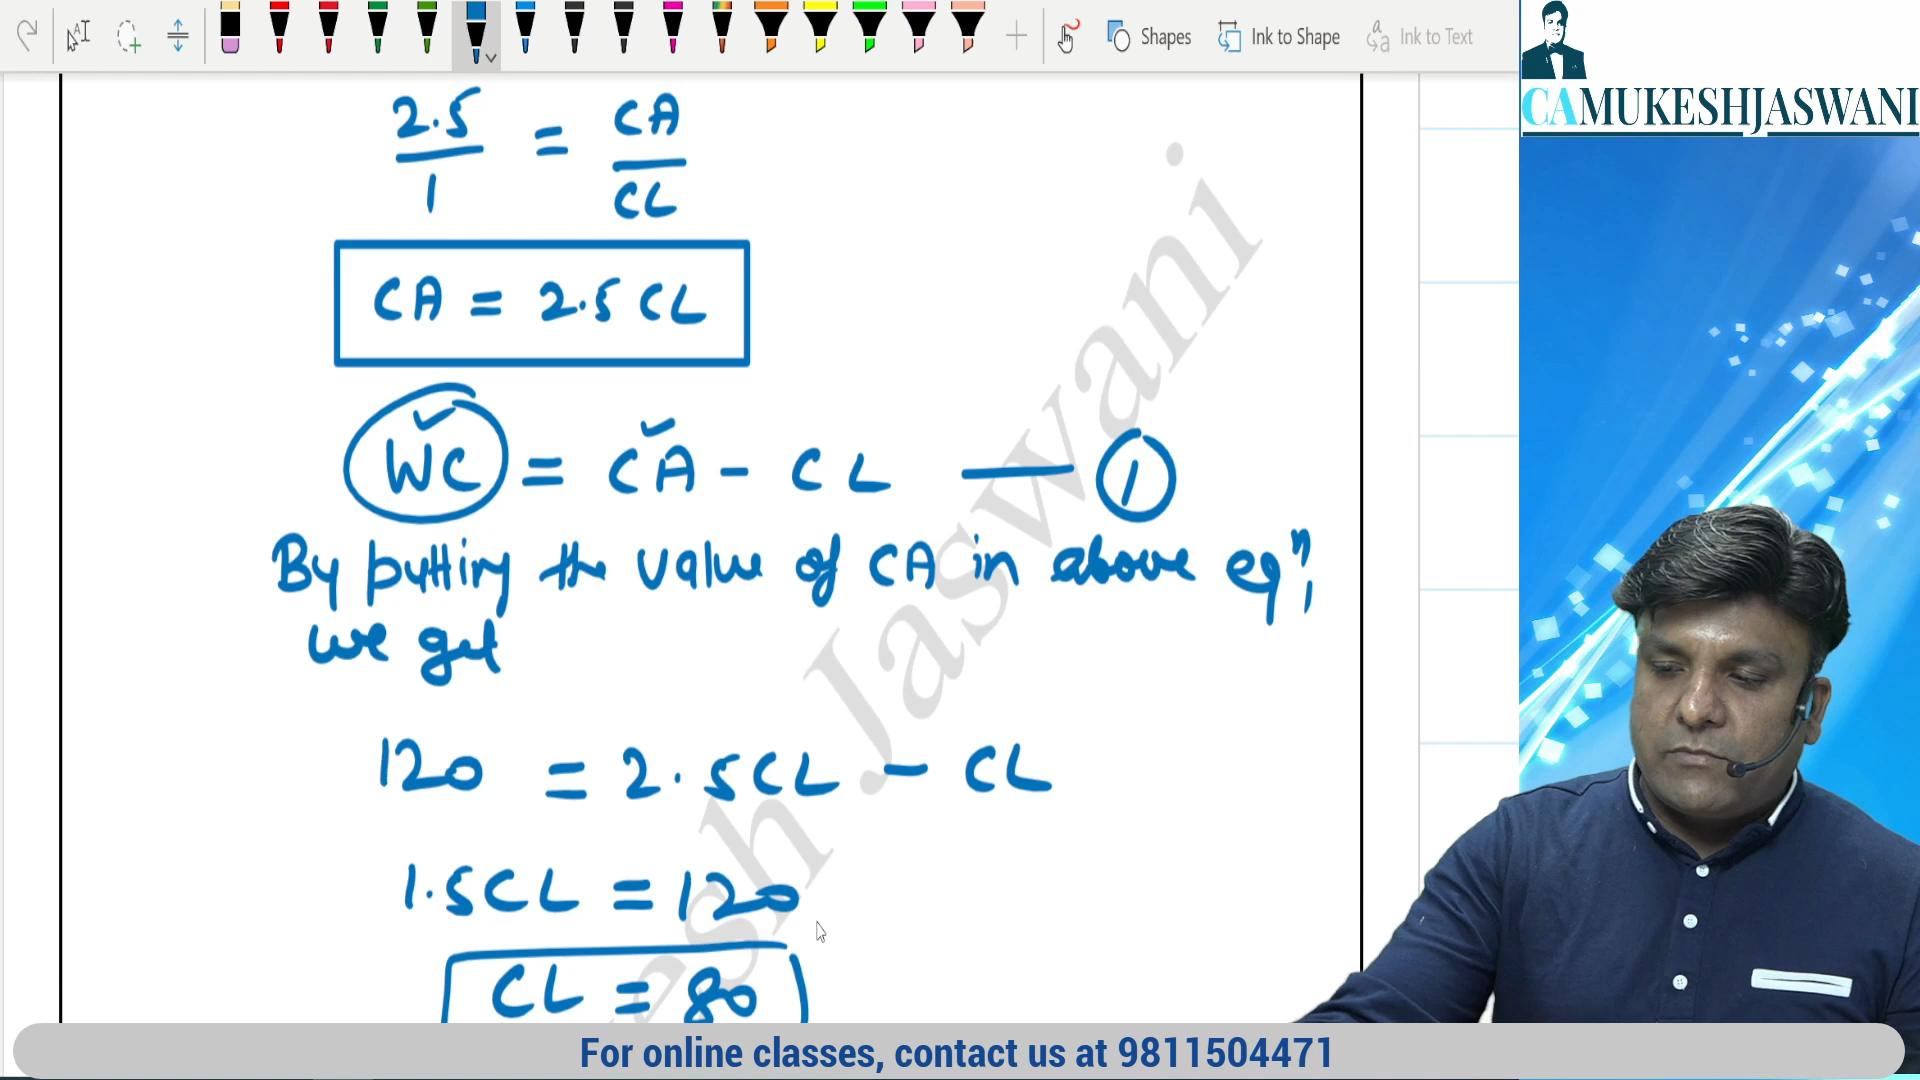 Shapes
Ink to Shape
Ink to Text
CAMUKESHJASWANI
2.5 / 1 = CA / CL
CA = 2.5 CL
WC = CA - CL — 1
By putting the value of CA in above eqⁿ,
we get
120 = 2.5CL - CL
1.5CL = 120
CL = 80
esh Jaswani
For online classes, contact us at 9811504471